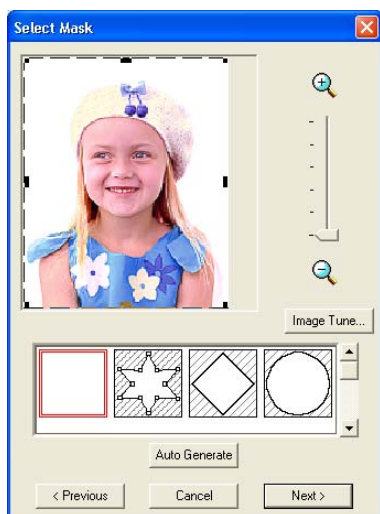 Select Mask
Image Tune...
Auto Generate
< Previous
Cancel
Next >